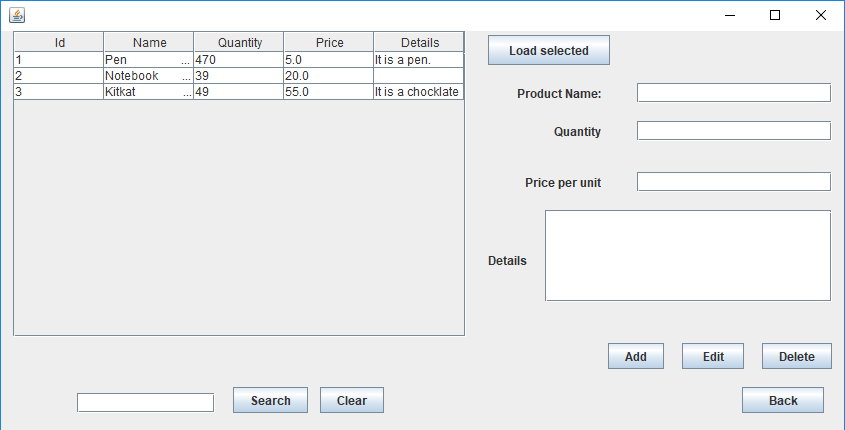 Id Name Quantity Price Details
1 Pen ... 470 5.0 It is a pen.
2 Notebook ... 39 20.0
3 Kitkat ... 49 55.0 It is a chocklate
Load selected
Product Name:
Quantity
Price per unit
Details
Add Edit Delete
Search Clear Back